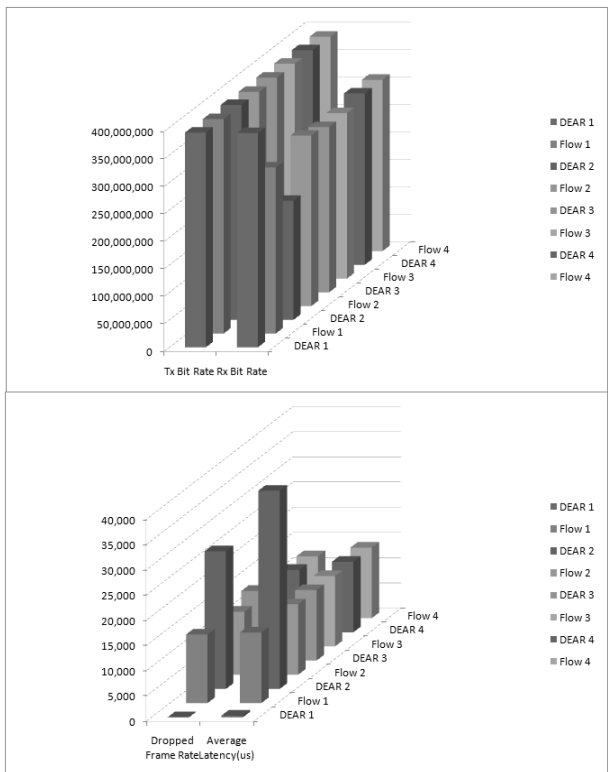 400,000,000
350,000,000
300,000,000
250,000,000
200,000,000
150,000,000
100,000,000
50,000,000
0
Tx Bit Rate Rx Bit Rate
Flow 4
DEAR 4
Flow 3
DEAR 3
Flow 2
DEAR 2
Flow 1
DEAR 1
DEAR 1
Flow 1
DEAR 2
Flow 2
DEAR 3
Flow 3
DEAR 4
Flow 4
40,000
35,000
30,000
25,000
20,000
15,000
10,000
5,000
0
Dropped Average
Frame Rate Latency(us)
Flow 4
DEAR 4
Flow 3
DEAR 3
Flow 2
DEAR 2
Flow 1
DEAR 1
DEAR 1
Flow 1
DEAR 2
Flow 2
DEAR 3
Flow 3
DEAR 4
Flow 4